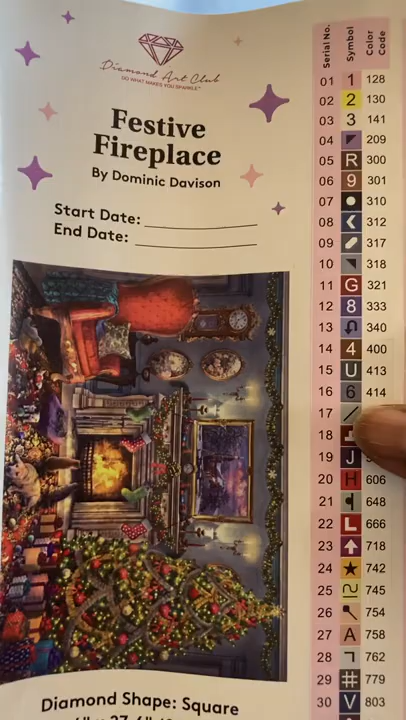 Diamond Art Club
DO WHAT MAKES YOU SPARKLE™
Festive
Fireplace
By Dominic Davison
Start Date:
End Date:
Diamond Shape: Square
Serial No. Symbol Color Code
01 1 128
02 2 130
03 3 141
04 ◤ 209
05 R 300
06 9 301
07 ● 310
08 ❮ 312
09 317
10 ◥ 318
11 G 321
12 8 333
13 340
14 4 400
15 U 413
16 6 414
17 /
18
19 J
20 H 606
21 648
22 L 666
23 ⬆ 718
24 ★ 742
25 745
26 754
27 A 758
28 ¬ 762
29 # 779
30 V 803